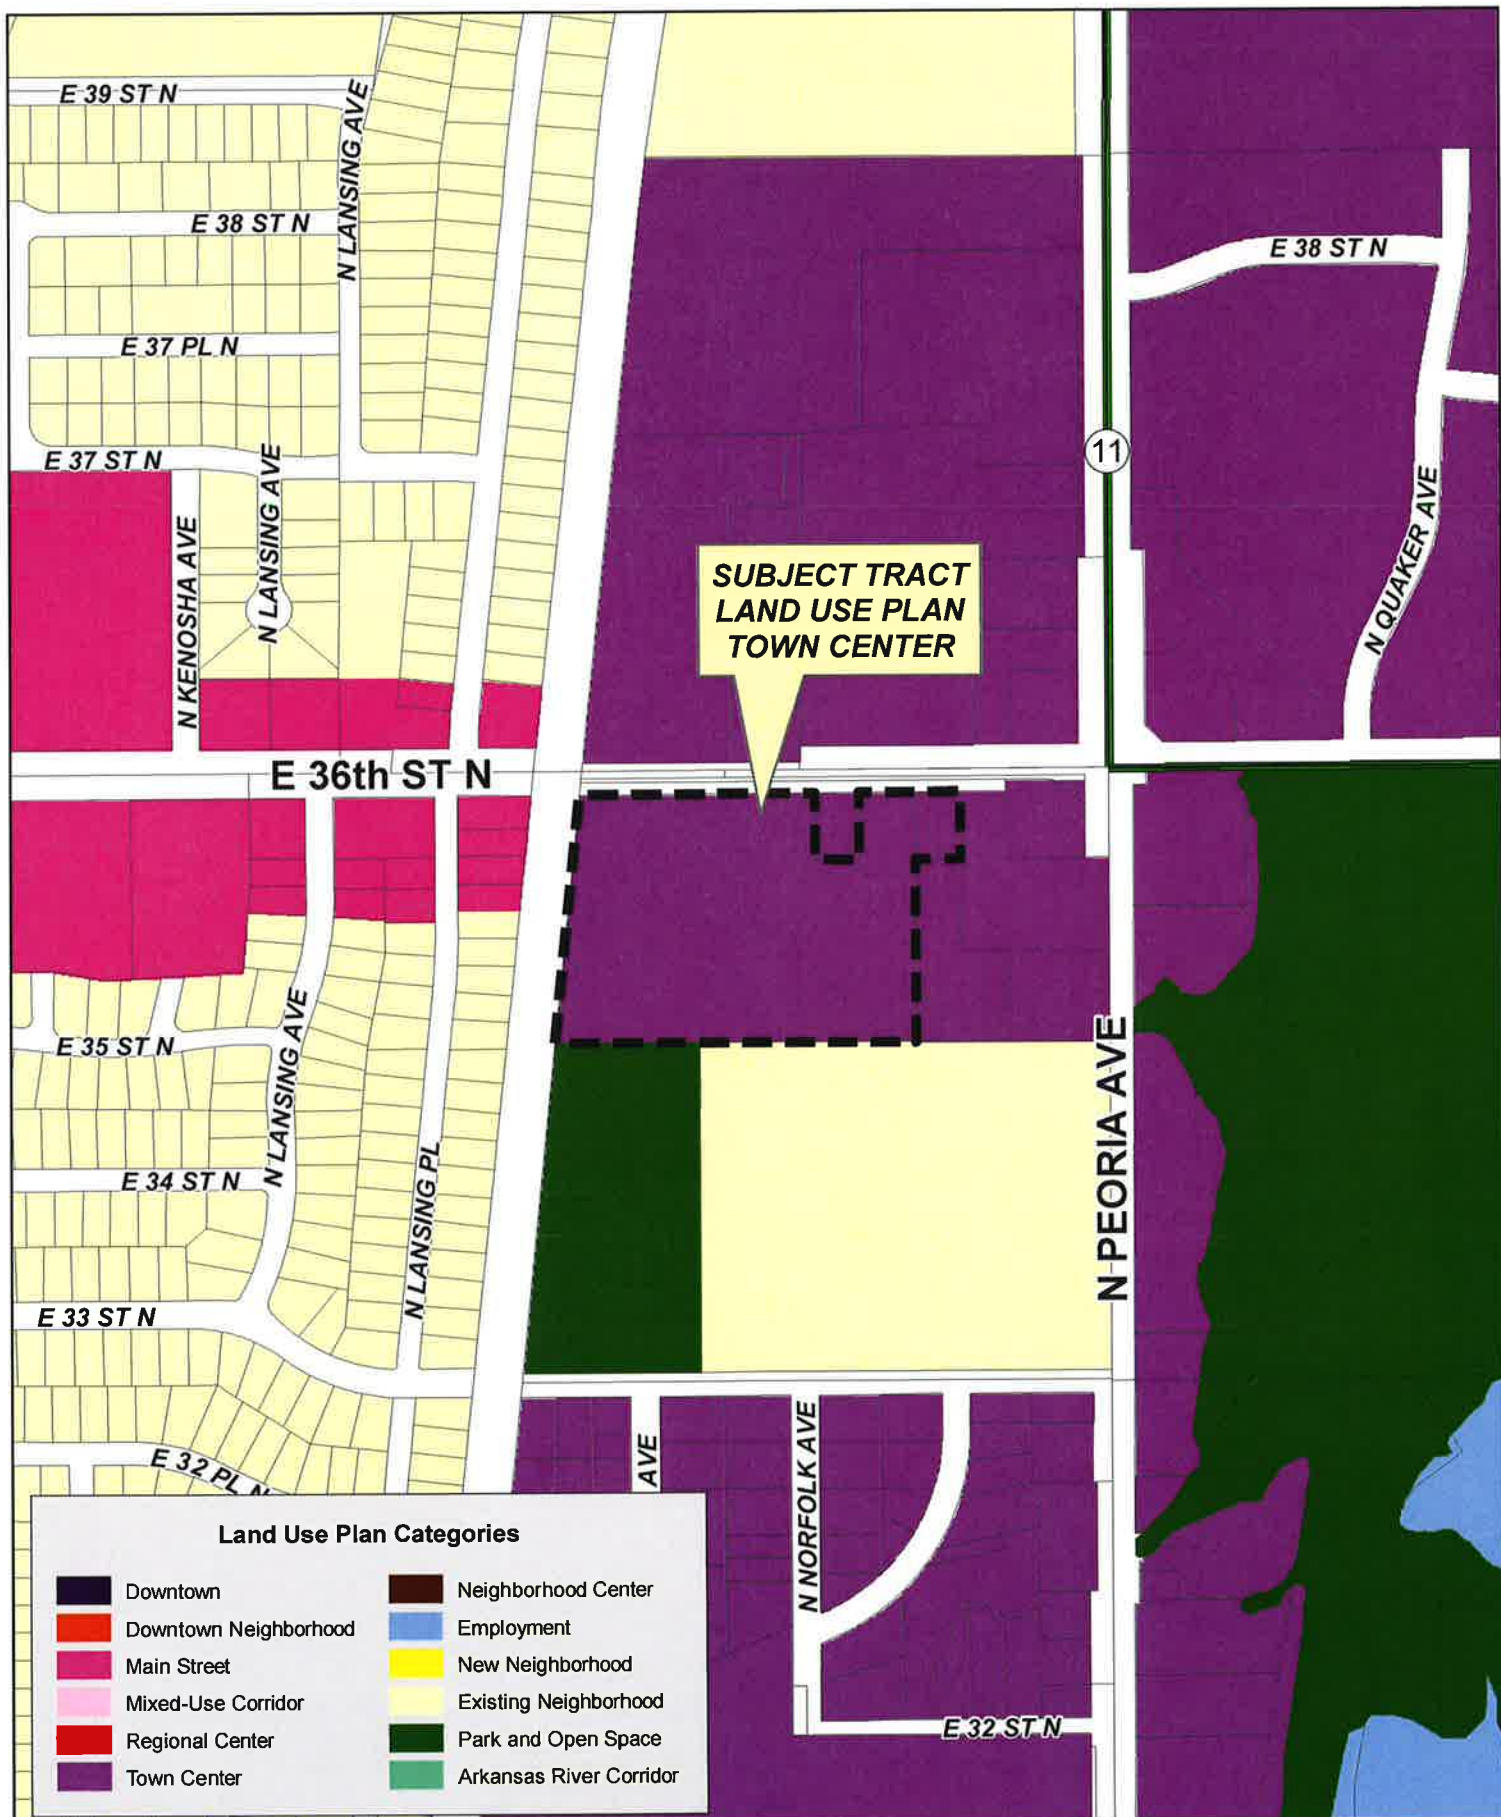 E 39 ST N
N LANSING AVE
E 38 ST N
E 38 ST N
E 37 PL N
11
E 37 ST N
N LANSING AVE
N KENOSHA AVE
N QUAKER AVE
SUBJECT TRACT
LAND USE PLAN
TOWN CENTER
E 36th ST N
E 35 ST N
N LANSING AVE
N PEORIA AVE
E 34 ST N
N LANSING PL
E 33 ST N
E 32 PL N
AVE
N NORFOLK AVE
E 32 ST N
Land Use Plan Categories
Downtown
Downtown Neighborhood
Main Street
Mixed-Use Corridor
Regional Center
Town Center
Neighborhood Center
Employment
New Neighborhood
Existing Neighborhood
Park and Open Space
Arkansas River Corridor